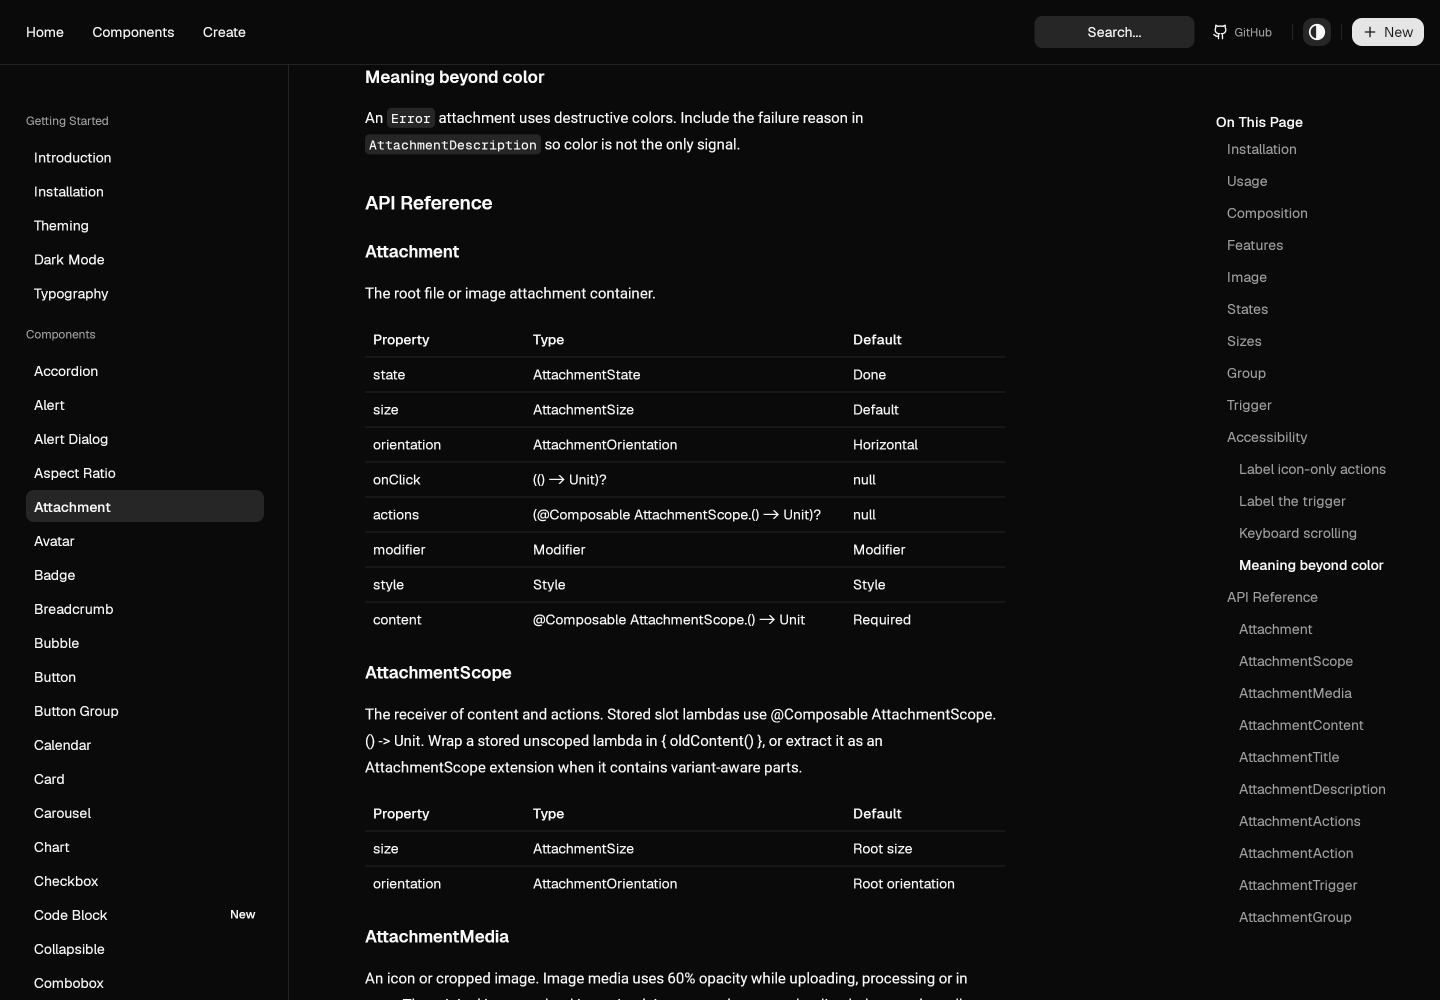 Home
Components
Create
Search...
GitHub
New
Getting Started
Introduction
Installation
Theming
Dark Mode
Typography
Components
Accordion
Alert
Alert Dialog
Aspect Ratio
Attachment
Avatar
Badge
Breadcrumb
Bubble
Button
Button Group
Calendar
Card
Carousel
Chart
Checkbox
Code Block New
Collapsible
Combobox
Meaning beyond color
An Error attachment uses destructive colors. Include the failure reason in
AttachmentDescription so color is not the only signal.
API Reference
Attachment
The root file or image attachment container.
Property Type Default
state AttachmentState Done
size AttachmentSize Default
orientation AttachmentOrientation Horizontal
onClick (() -> Unit)? null
actions (@Composable AttachmentScope.() -> Unit)? null
modifier Modifier Modifier
style Style Style
content @Composable AttachmentScope.() -> Unit Required
AttachmentScope
The receiver of content and actions. Stored slot lambdas use @Composable AttachmentScope.
() -> Unit. Wrap a stored unscoped lambda in { oldContent() }, or extract it as an
AttachmentScope extension when it contains variant-aware parts.
Property Type Default
size AttachmentSize Root size
orientation AttachmentOrientation Root orientation
AttachmentMedia
An icon or cropped image. Image media uses 60% opacity while uploading, processing or in
On This Page
Installation
Usage
Composition
Features
Image
States
Sizes
Group
Trigger
Accessibility
Label icon-only actions
Label the trigger
Keyboard scrolling
Meaning beyond color
API Reference
Attachment
AttachmentScope
AttachmentMedia
AttachmentContent
AttachmentTitle
AttachmentDescription
AttachmentActions
AttachmentAction
AttachmentTrigger
AttachmentGroup